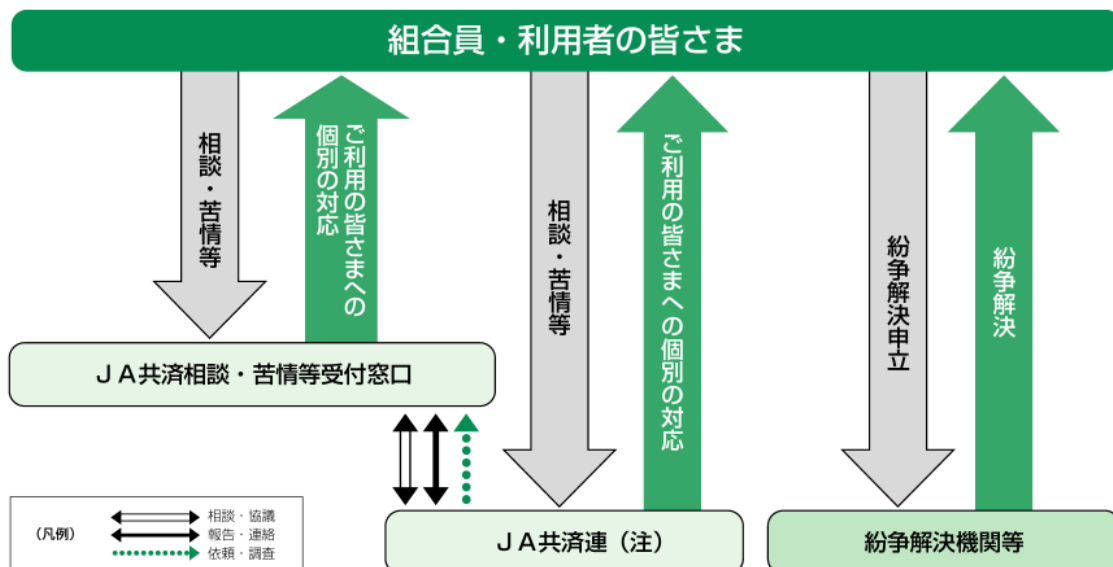 組合員・利用者の皆さま
相談・苦情等
ご利用の皆さまへの
個別の対応
相談・苦情等
ご利用の皆さまへの個別の対応
紛争解決申立
紛争解決
ＪＡ共済相談・苦情等受付窓口
(凡例)
相談・協議
報告・連絡
依頼・調査
ＪＡ共済連（注）
紛争解決機関等